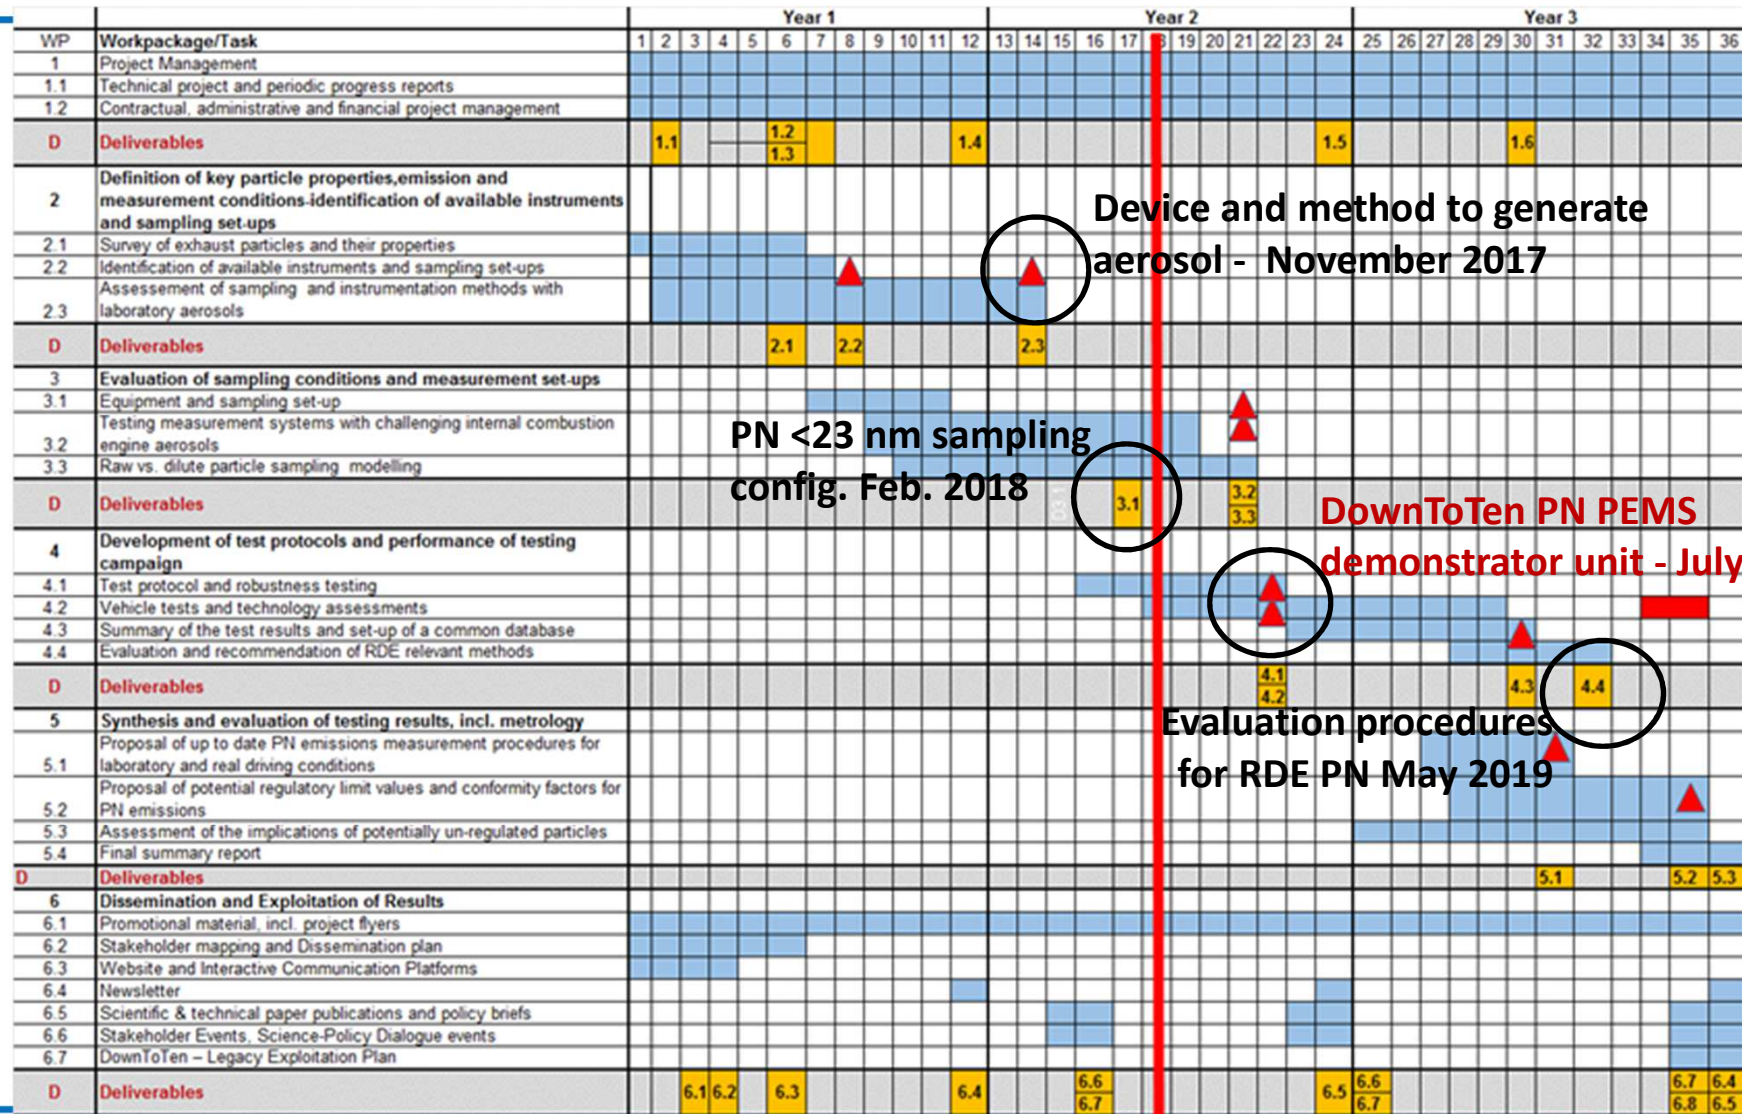 Year 1 Year 2 Year 3
WP Workpackage/Task 1 2 3 4 5 6 7 8 9 10 11 12 13 14 15 16 17 19 20 21 22 23 24 25 26 27 28 29 30 31 32 33 34 35 36
1 Project Management
1.1 Technical project and periodic progress reports
1.2 Contractual, administrative and financial project management
D Deliverables 1.1 1.2 1.3 1.4 1.5 1.6
2 Definition of key particle properties,emission and
measurement conditions-identification of available instruments
and sampling set-ups
Device and method to generate
aerosol - November 2017
2.1 Survey of exhaust particles and their properties
2.2 Identification of available instruments and sampling set-ups
Assessement of sampling and instrumentation methods with
2.3 laboratory aerosols
D Deliverables 2.1 2.2 2.3
3 Evaluation of sampling conditions and measurement set-ups
3.1 Equipment and sampling set-up
Testing measurement systems with challenging internal combustion
3.2 engine aerosols
3.3 Raw vs. dilute particle sampling modelling
PN <23 nm sampling
config. Feb. 2018
D Deliverables D3.1 3.1 3.2 3.3
DownToTen PN PEMS
demonstrator unit - July
4 Development of test protocols and performance of testing
campaign
4.1 Test protocol and robustness testing
4.2 Vehicle tests and technology assessments
4.3 Summary of the test results and set-up of a common database
4.4 Evaluation and recommendation of RDE relevant methods
D Deliverables 4.1 4.2 4.3 4.4
Evaluation procedures
for RDE PN May 2019
5 Synthesis and evaluation of testing results, incl. metrology
Proposal of up to date PN emissions measurement procedures for
5.1 laboratory and real driving conditions
Proposal of potential regulatory limit values and conformity factors for
5.2 PN emissions
5.3 Assessment of the implications of potentially un-regulated particles
5.4 Final summary report
D Deliverables 5.1 5.2 5.3
6 Dissemination and Exploitation of Results
6.1 Promotional material, incl. project flyers
6.2 Stakeholder mapping and Dissemination plan
6.3 Website and Interactive Communication Platforms
6.4 Newsletter
6.5 Scientific & technical paper publications and policy briefs
6.6 Stakeholder Events, Science-Policy Dialogue events
6.7 DownToTen – Legacy Exploitation Plan
D Deliverables 6.1 6.2 6.3 6.4 6.6 6.7 6.5 6.6 6.7 6.7 6.8 6.4 6.5